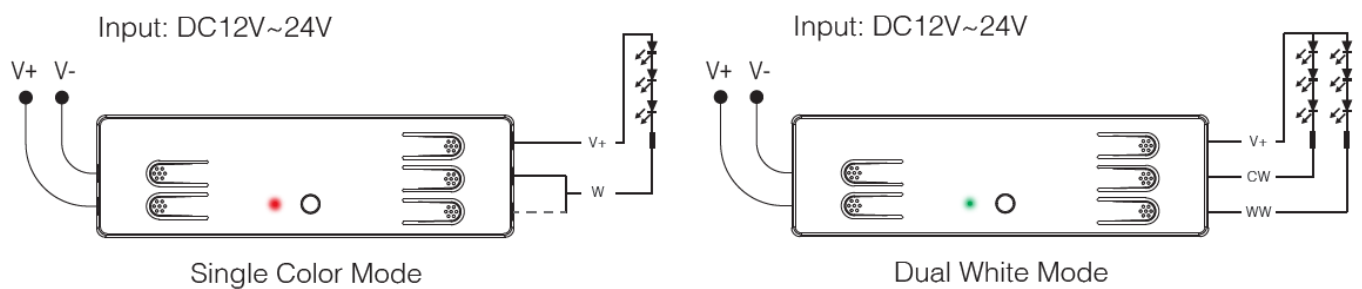 Input: DC12V~24V
V+ V-
V+
W
Single Color Mode
Input: DC12V~24V
V+ V-
V+
CW
WW
Dual White Mode